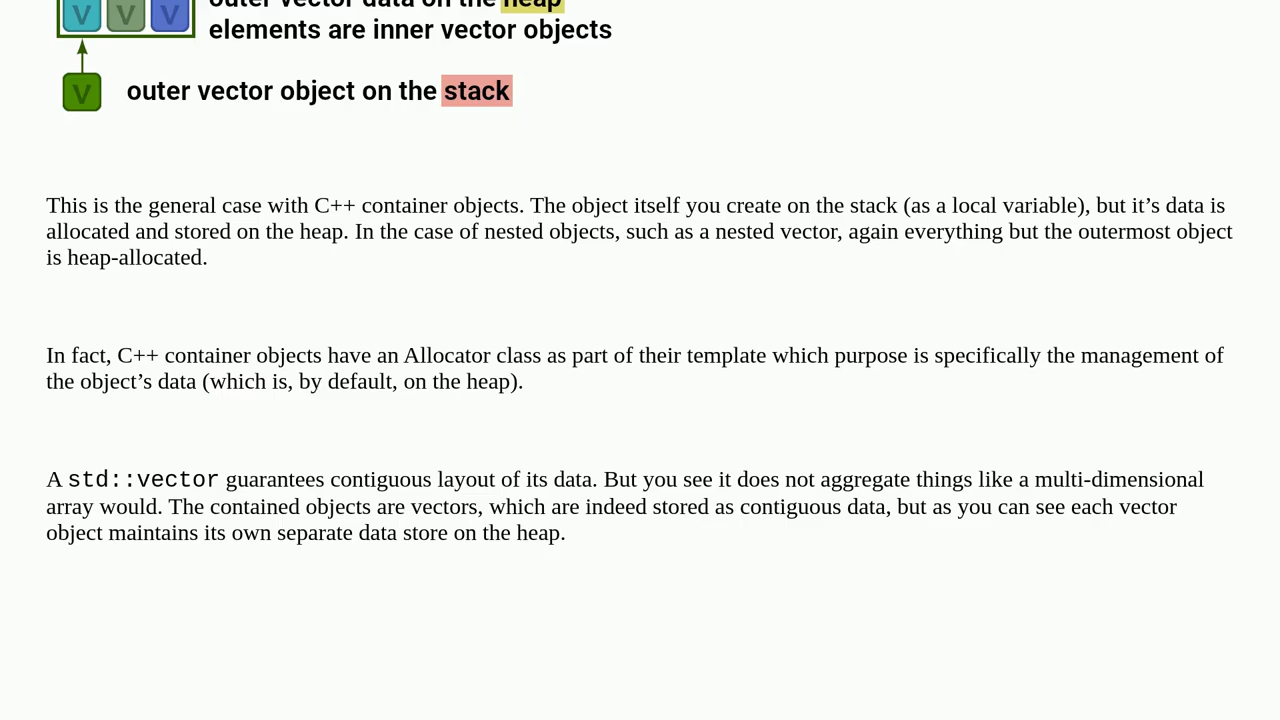 outer vector data on the heap
V V V
elements are inner vector objects
V
outer vector object on the stack
This is the general case with C++ container objects. The object itself you create on the stack (as a local variable), but it’s data is
allocated and stored on the heap. In the case of nested objects, such as a nested vector, again everything but the outermost object
is heap-allocated.
In fact, C++ container objects have an Allocator class as part of their template which purpose is specifically the management of
the object’s data (which is, by default, on the heap).
A std::vector guarantees contiguous layout of its data. But you see it does not aggregate things like a multi-dimensional
array would. The contained objects are vectors, which are indeed stored as contiguous data, but as you can see each vector
object maintains its own separate data store on the heap.